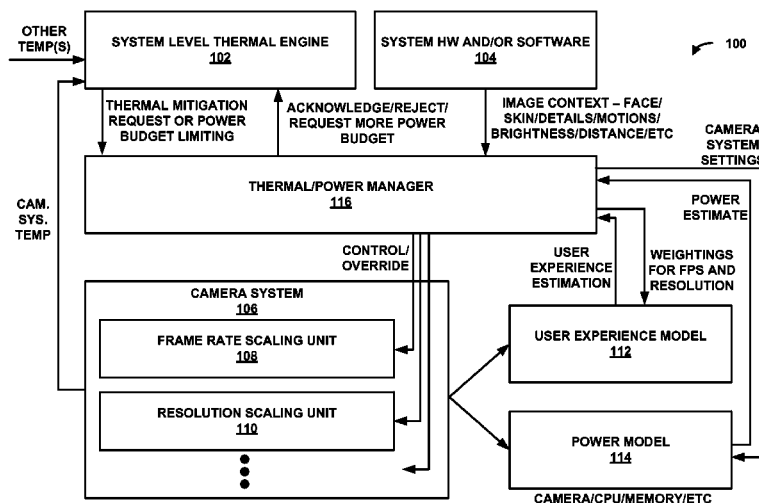 OTHER
TEMP(S)
SYSTEM LEVEL THERMAL ENGINE
102
SYSTEM HW AND/OR SOFTWARE
104
100
THERMAL MITIGATION
REQUEST OR POWER
BUDGET LIMITING
ACKNOWLEDGE/REJECT/
REQUEST MORE POWER
BUDGET
IMAGE CONTEXT – FACE/
SKIN/DETAILS/MOTIONS/
BRIGHTNESS/DISTANCE/ETC
CAMERA
SYSTEM
SETTINGS
THERMAL/POWER MANAGER
116
CAM.
SYS.
TEMP
POWER
ESTIMATE
CONTROL/
OVERRIDE
USER
EXPERIENCE
ESTIMATION
WEIGHTINGS
FOR FPS AND
RESOLUTION
CAMERA SYSTEM
106
FRAME RATE SCALING UNIT
108
USER EXPERIENCE MODEL
112
RESOLUTION SCALING UNIT
110
POWER MODEL
114
CAMERA/CPU/MEMORY/ETC